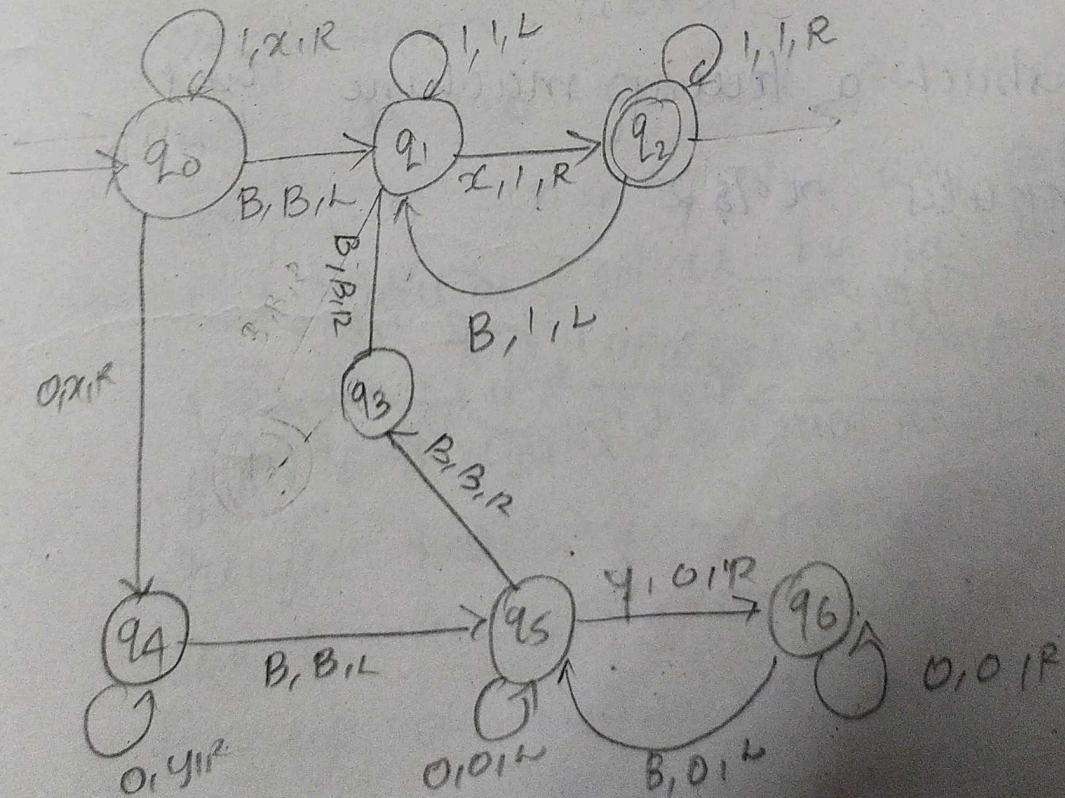 1,x,R
1,1,L
1,1,R
q0
q1
q2
B,B,L
x,1,R
B,B,R
B,1,L
0,x,R
q3
B,B,R
q4
q5
y,0,R
q6
B,B,L
0,y,R
0,0,L
B,0,L
0,0,R